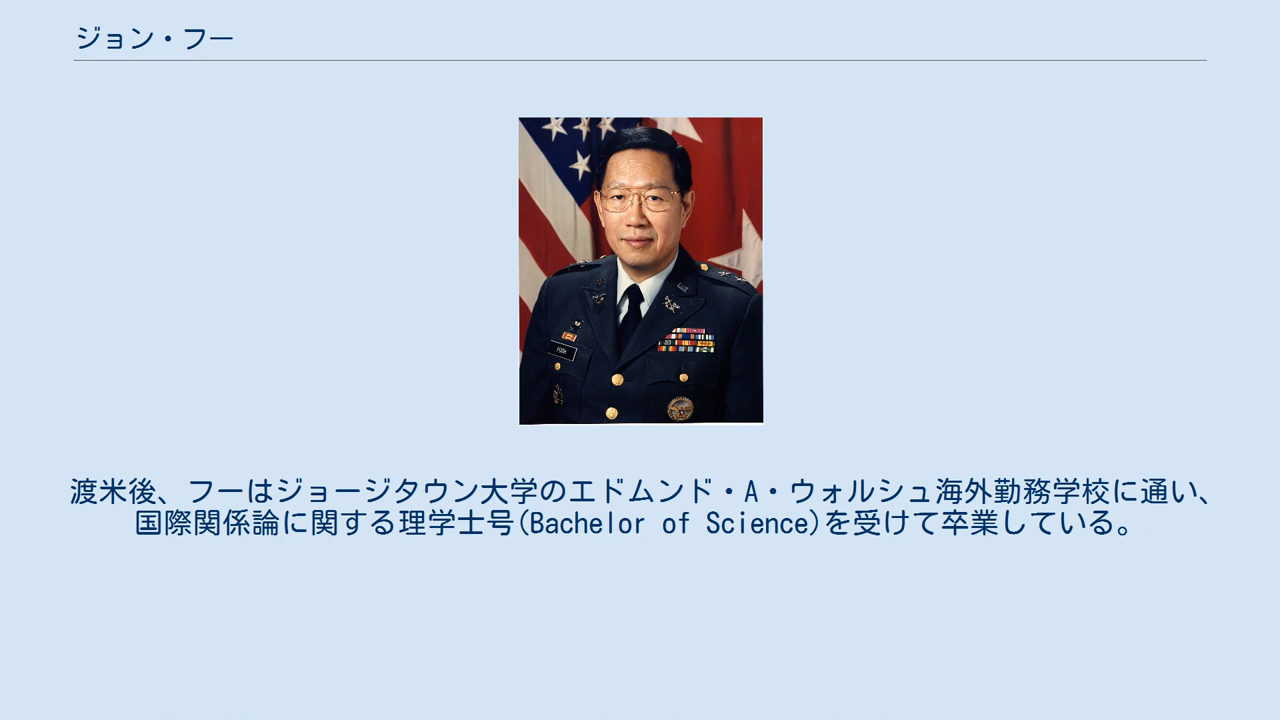 ジョン・フー
渡米後、フーはジョージタウン大学のエドムンド・A・ウォルシュ海外勤務学校に通い、
国際関係論に関する理学士号(Bachelor of Science)を受けて卒業している。